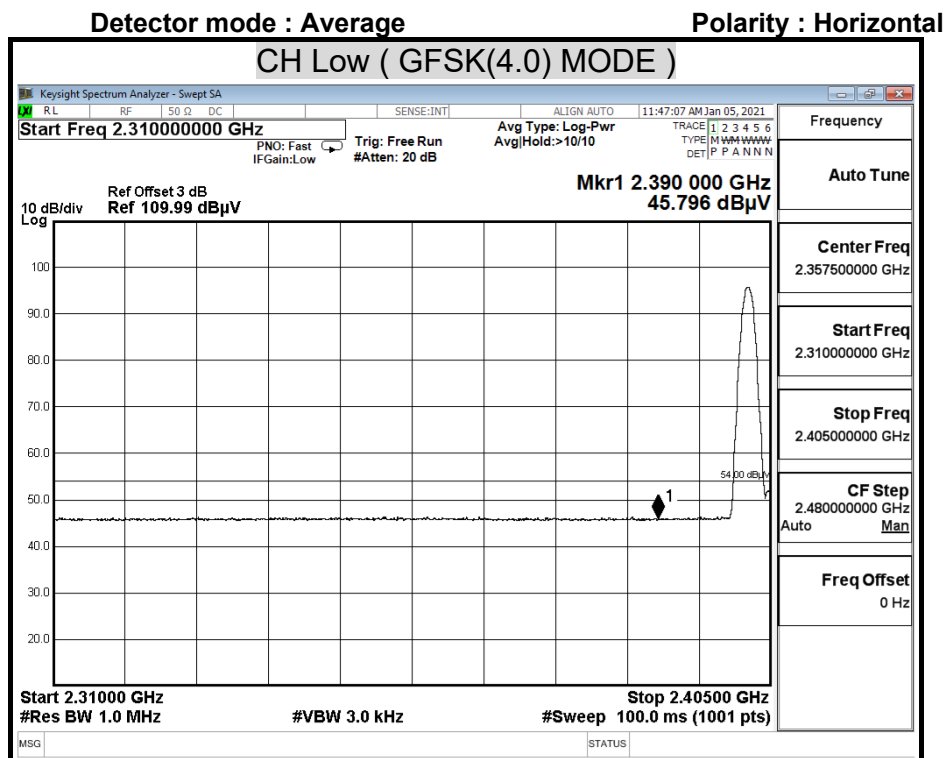 Detector mode : Average Polarity : Horizontal
CH Low ( GFSK(4.0) MODE )
Keysight Spectrum Analyzer - Swept SA
LXI RL RF 50 Ω DC SENSE:INT ALIGN AUTO 11:47:07 AM Jan 05, 2021
Start Freq 2.310000000 GHz
PNO: Fast
IFGain:Low
Trig: Free Run
#Atten: 20 dB
Avg Type: Log-Pwr
Avg|Hold:>10/10
TRACE 1 2 3 4 5 6
TYPE M WM WWWW
DET P P A N N N
Ref Offset 3 dB
10 dB/div Ref 109.99 dBµV
Log
Mkr1 2.390 000 GHz
45.796 dBµV
100
90.0
80.0
70.0
60.0
54.00 dBµV
50.0
1
40.0
30.0
20.0
Start 2.31000 GHz Stop 2.40500 GHz
#Res BW 1.0 MHz #VBW 3.0 kHz #Sweep 100.0 ms (1001 pts)
MSG STATUS
Frequency
Auto Tune
Center Freq
2.357500000 GHz
Start Freq
2.310000000 GHz
Stop Freq
2.405000000 GHz
CF Step
2.480000000 GHz
Auto Man
Freq Offset
0 Hz